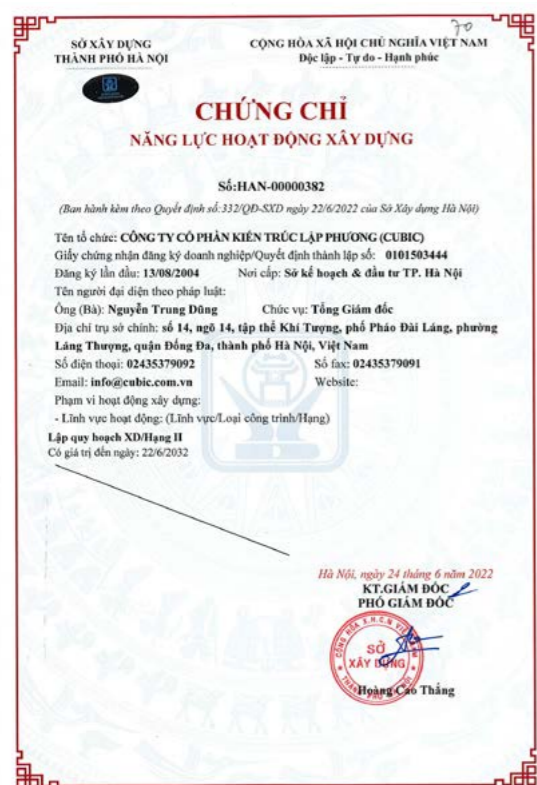 70
SỞ XÂY DỰNG
THÀNH PHỐ HÀ NỘI
CỘNG HÒA XÃ HỘI CHỦ NGHĨA VIỆT NAM
Độc lập - Tự do - Hạnh phúc
CHỨNG CHỈ
NĂNG LỰC HOẠT ĐỘNG XÂY DỰNG
Số:HAN-00000382
(Ban hành kèm theo Quyết định số:332/QĐ-SXD ngày 22/6/2022 của Sở Xây dựng Hà Nội)
Tên tổ chức: CÔNG TY CỔ PHẦN KIẾN TRÚC LẬP PHƯƠNG (CUBIC)
Giấy chứng nhận đăng ký doanh nghiệp/Quyết định thành lập số: 0101503444
Đăng ký lần đầu: 13/08/2004 Nơi cấp: Sở kế hoạch & đầu tư TP. Hà Nội
Tên người đại diện theo pháp luật:
Ông (Bà): Nguyễn Trung Dũng Chức vụ: Tổng Giám đốc
Địa chỉ trụ sở chính: số 14, ngõ 14, tập thể Khí Tượng, phố Pháo Đài Láng, phường
Láng Thượng, quận Đống Đa, thành phố Hà Nội, Việt Nam
Số điện thoại: 02435379092 Số fax: 02435379091
Email: info@cubic.com.vn Website:
Phạm vi hoạt động xây dựng:
- Lĩnh vực hoạt động: (Lĩnh vực/Loại công trình/Hạng)
Lập quy hoạch XD/Hạng II
Có giá trị đến ngày: 22/6/2032
Hà Nội, ngày 24 tháng 6 năm 2022
KT.GIÁM ĐỐC
PHÓ GIÁM ĐỐC
CỘNG HÒA X.H.C.N VIỆT NAM
SỞ
XÂY DỰNG
THÀNH PHỐ HÀ NỘI
Hoàng Cao Thắng